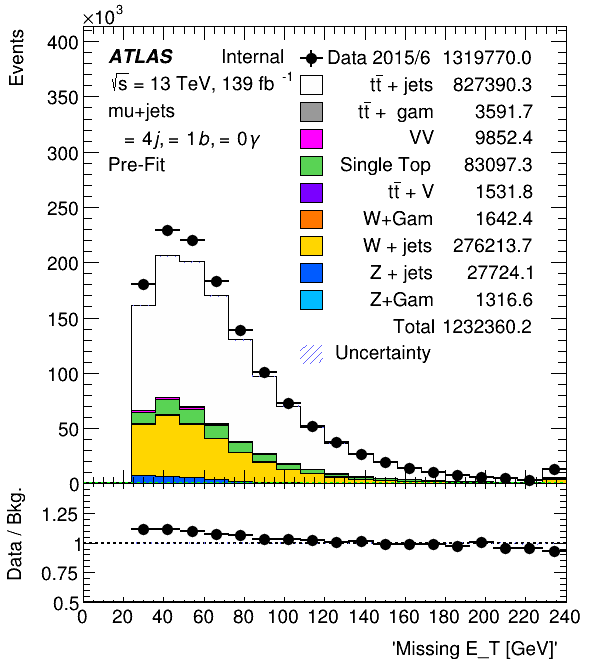 ×10³
Events
400
350
300
250
200
150
100
50
0
ATLAS Internal
√s = 13 TeV, 139 fb⁻¹
mu+jets
= 4j, = 1b, = 0γ
Pre-Fit
Data 2015/6 1319770.0
tt̄ + jets 827390.3
tt̄ + gam 3591.7
VV 9852.4
Single Top 83097.3
tt̄ + V 1531.8
W+Gam 1642.4
W + jets 276213.7
Z + jets 27724.1
Z+Gam 1316.6
Total 1232360.2
Uncertainty
Data / Bkg.
1.25
1
0.75
0.5
0 20 40 60 80 100 120 140 160 180 200 220 240
'Missing E_T [GeV]'